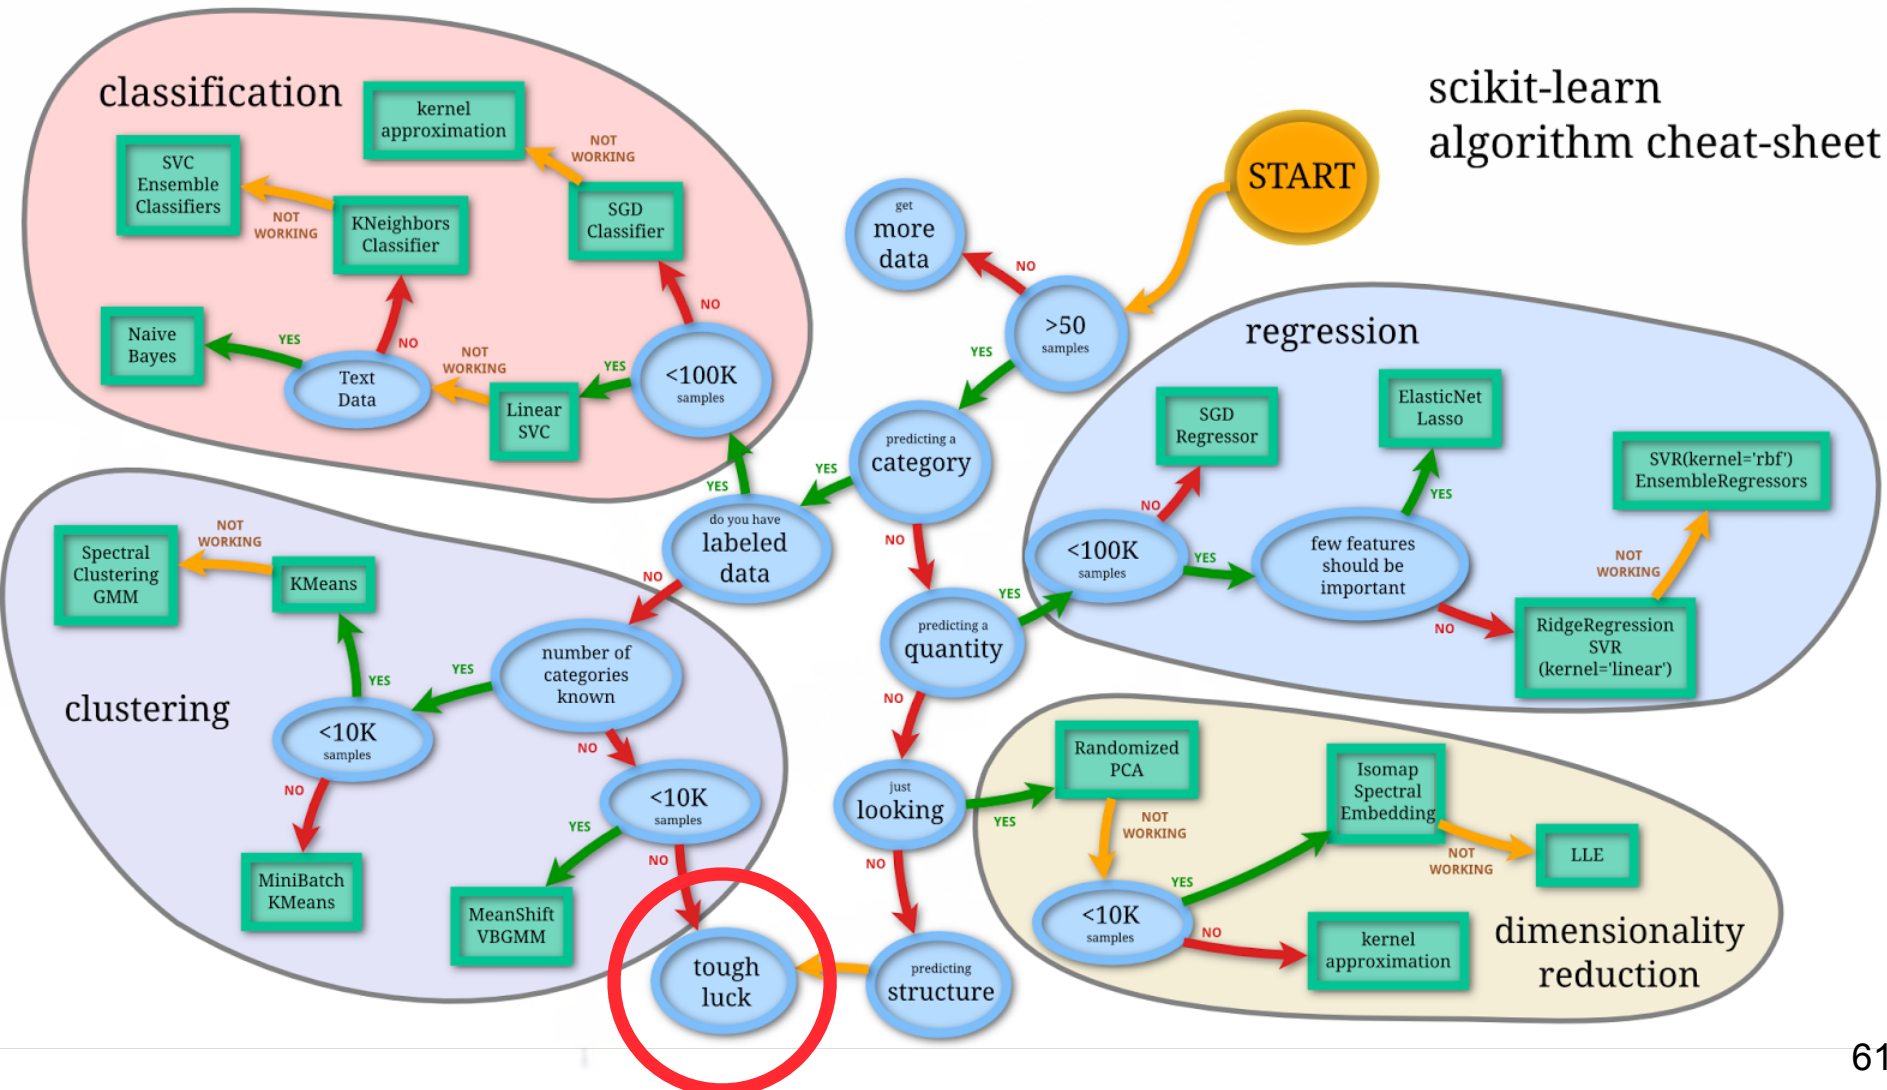 scikit-learn
algorithm cheat-sheet
START
>50
samples
NO
get
more
data
YES
predicting a
category
YES
do you have
labeled
data
YES
NO
NO
classification
kernel
approximation
NOT
WORKING
SVC
Ensemble
Classifiers
NOT
WORKING
KNeighbors
Classifier
SGD
Classifier
NO
<100K
samples
YES
Linear
SVC
NOT
WORKING
Text
Data
NO
YES
Naive
Bayes
clustering
number of
categories
known
YES
NO
<10K
samples
YES
KMeans
NOT
WORKING
Spectral
Clustering
GMM
NO
MiniBatch
KMeans
<10K
samples
YES
MeanShift
VBGMM
NO
tough
luck
predicting a
quantity
YES
NO
regression
<100K
samples
NO
SGD
Regressor
YES
few features
should be
important
YES
ElasticNet
Lasso
NO
RidgeRegression
SVR
(kernel='linear')
NOT
WORKING
SVR(kernel='rbf')
EnsembleRegressors
just
looking
YES
NO
predicting
structure
dimensionality
reduction
Randomized
PCA
NOT
WORKING
<10K
samples
YES
Isomap
Spectral
Embedding
NOT
WORKING
LLE
NO
kernel
approximation
61